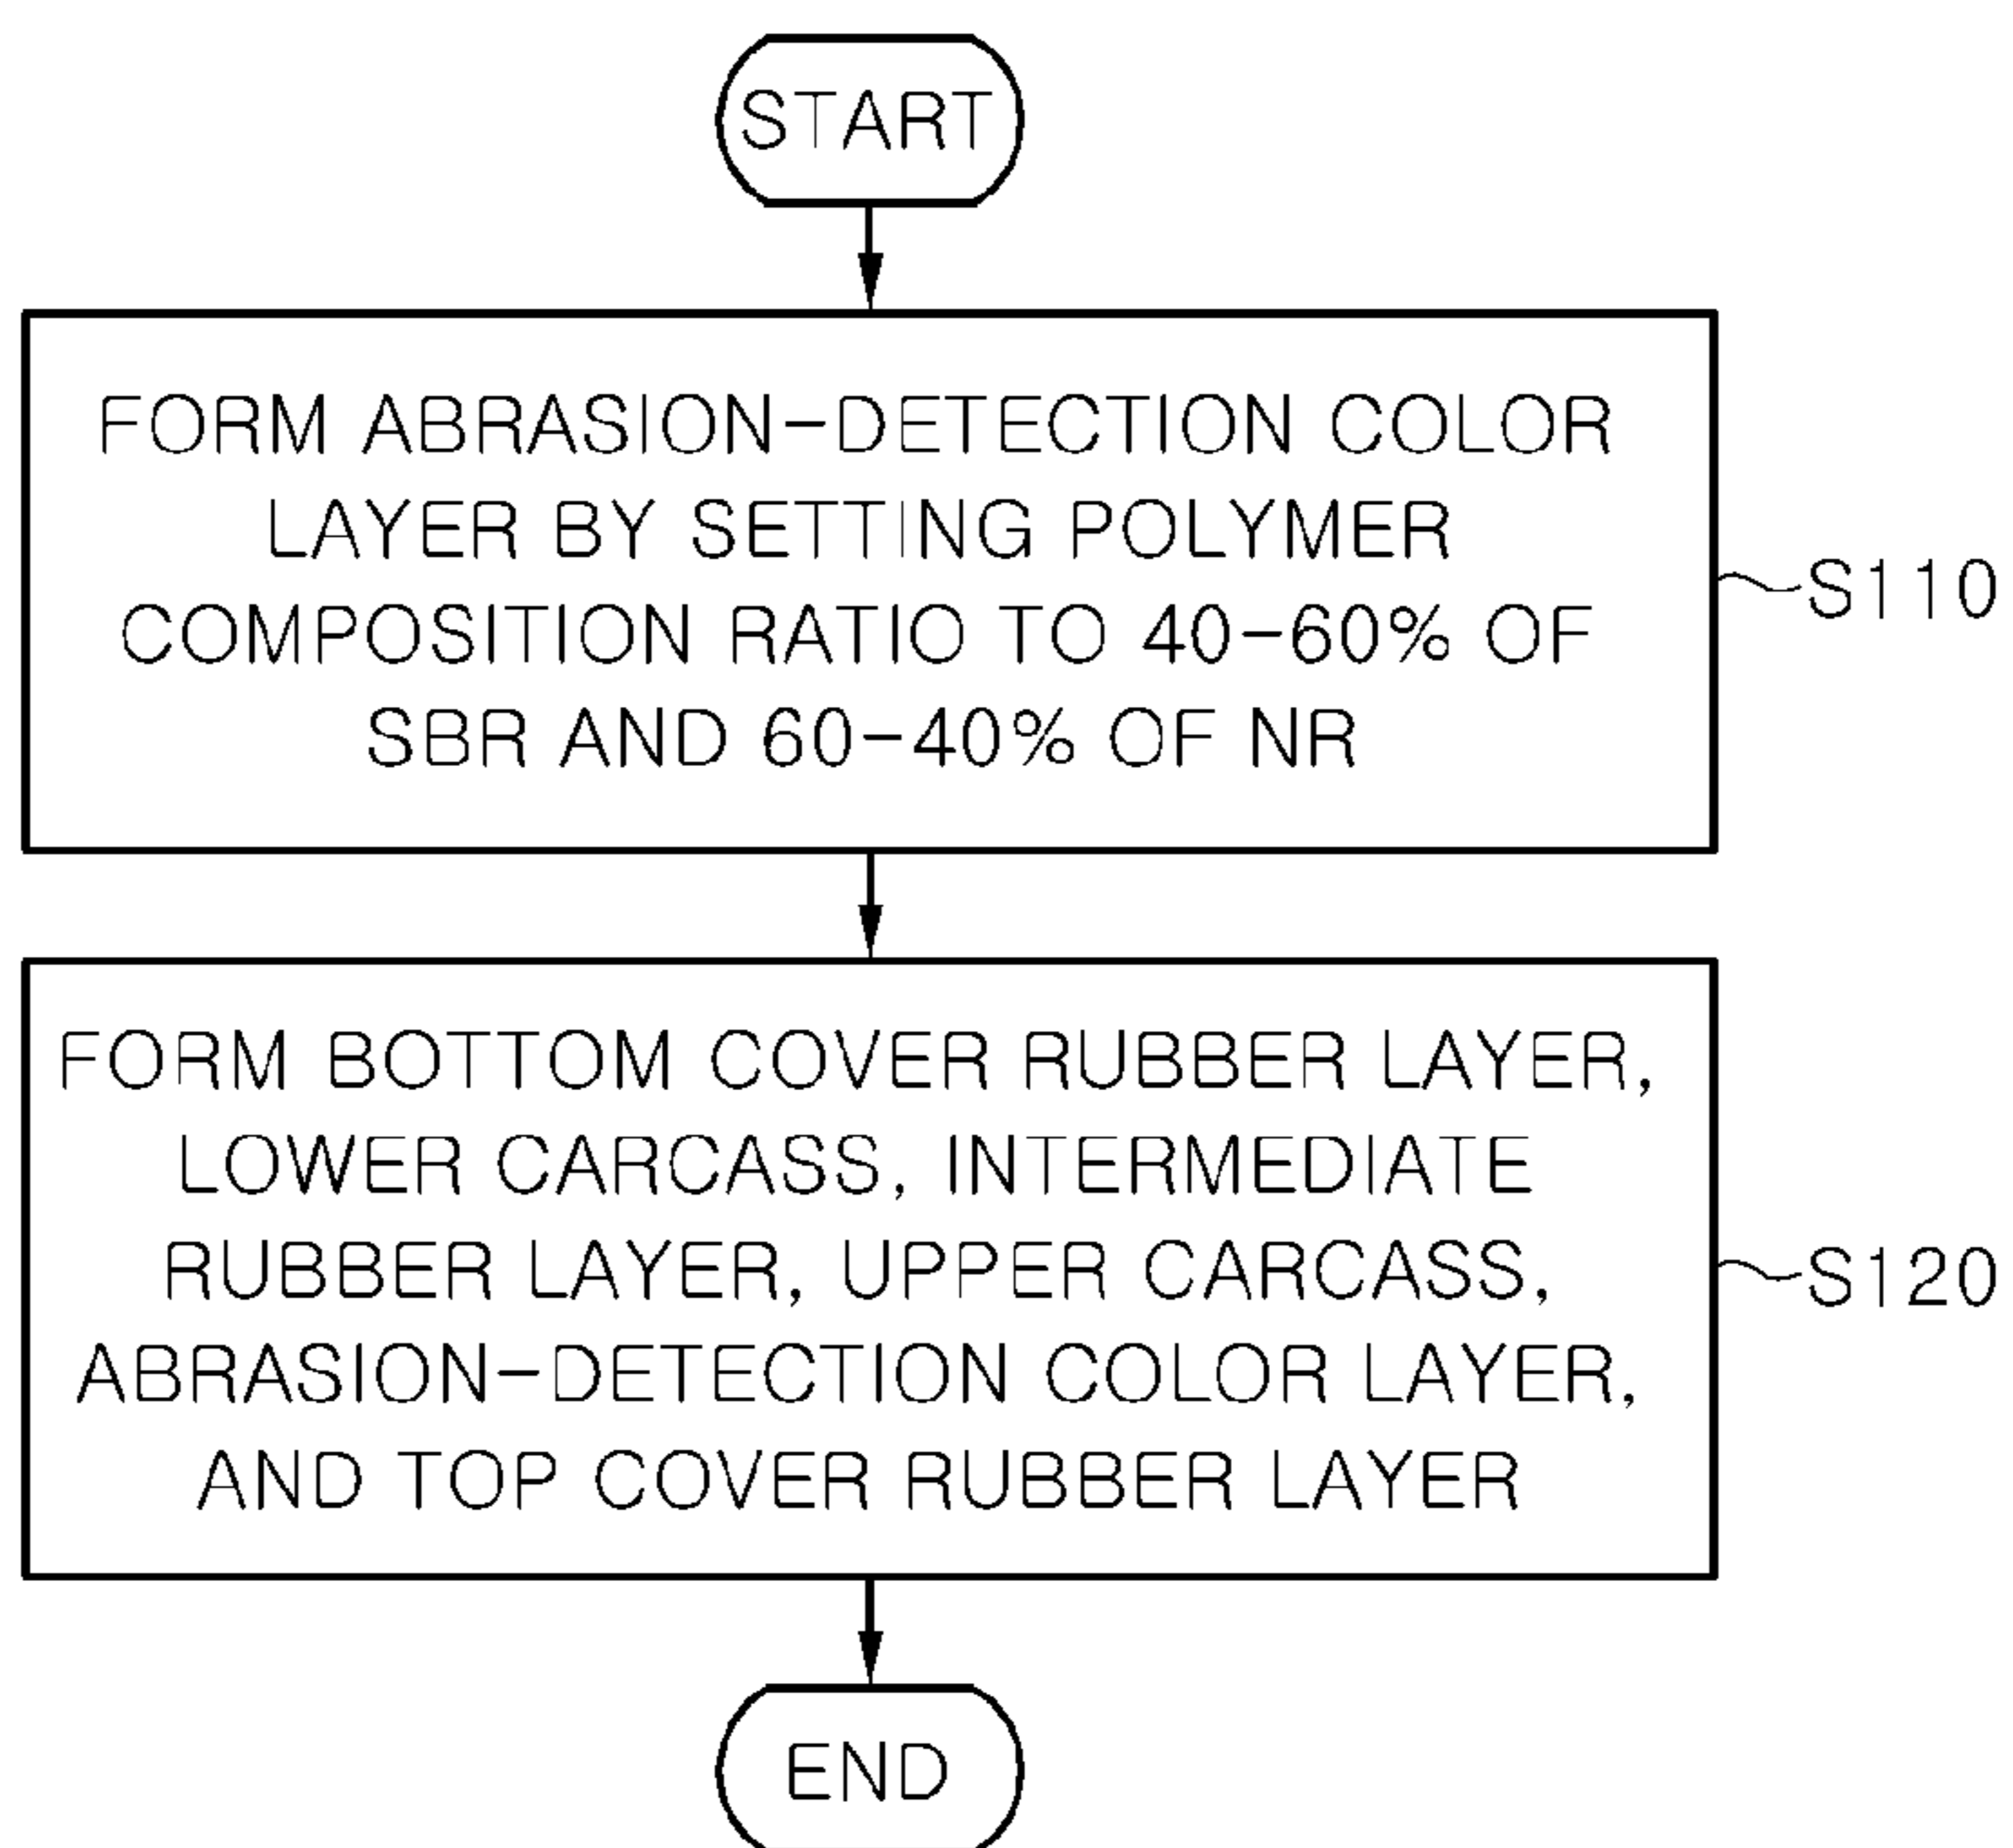 START
FORM ABRASION-DETECTION COLOR
LAYER BY SETTING POLYMER
COMPOSITION RATIO TO 40-60% OF
SBR AND 60-40% OF NR
S110
FORM BOTTOM COVER RUBBER LAYER,
LOWER CARCASS, INTERMEDIATE
RUBBER LAYER, UPPER CARCASS,
ABRASION-DETECTION COLOR LAYER,
AND TOP COVER RUBBER LAYER
S120
END